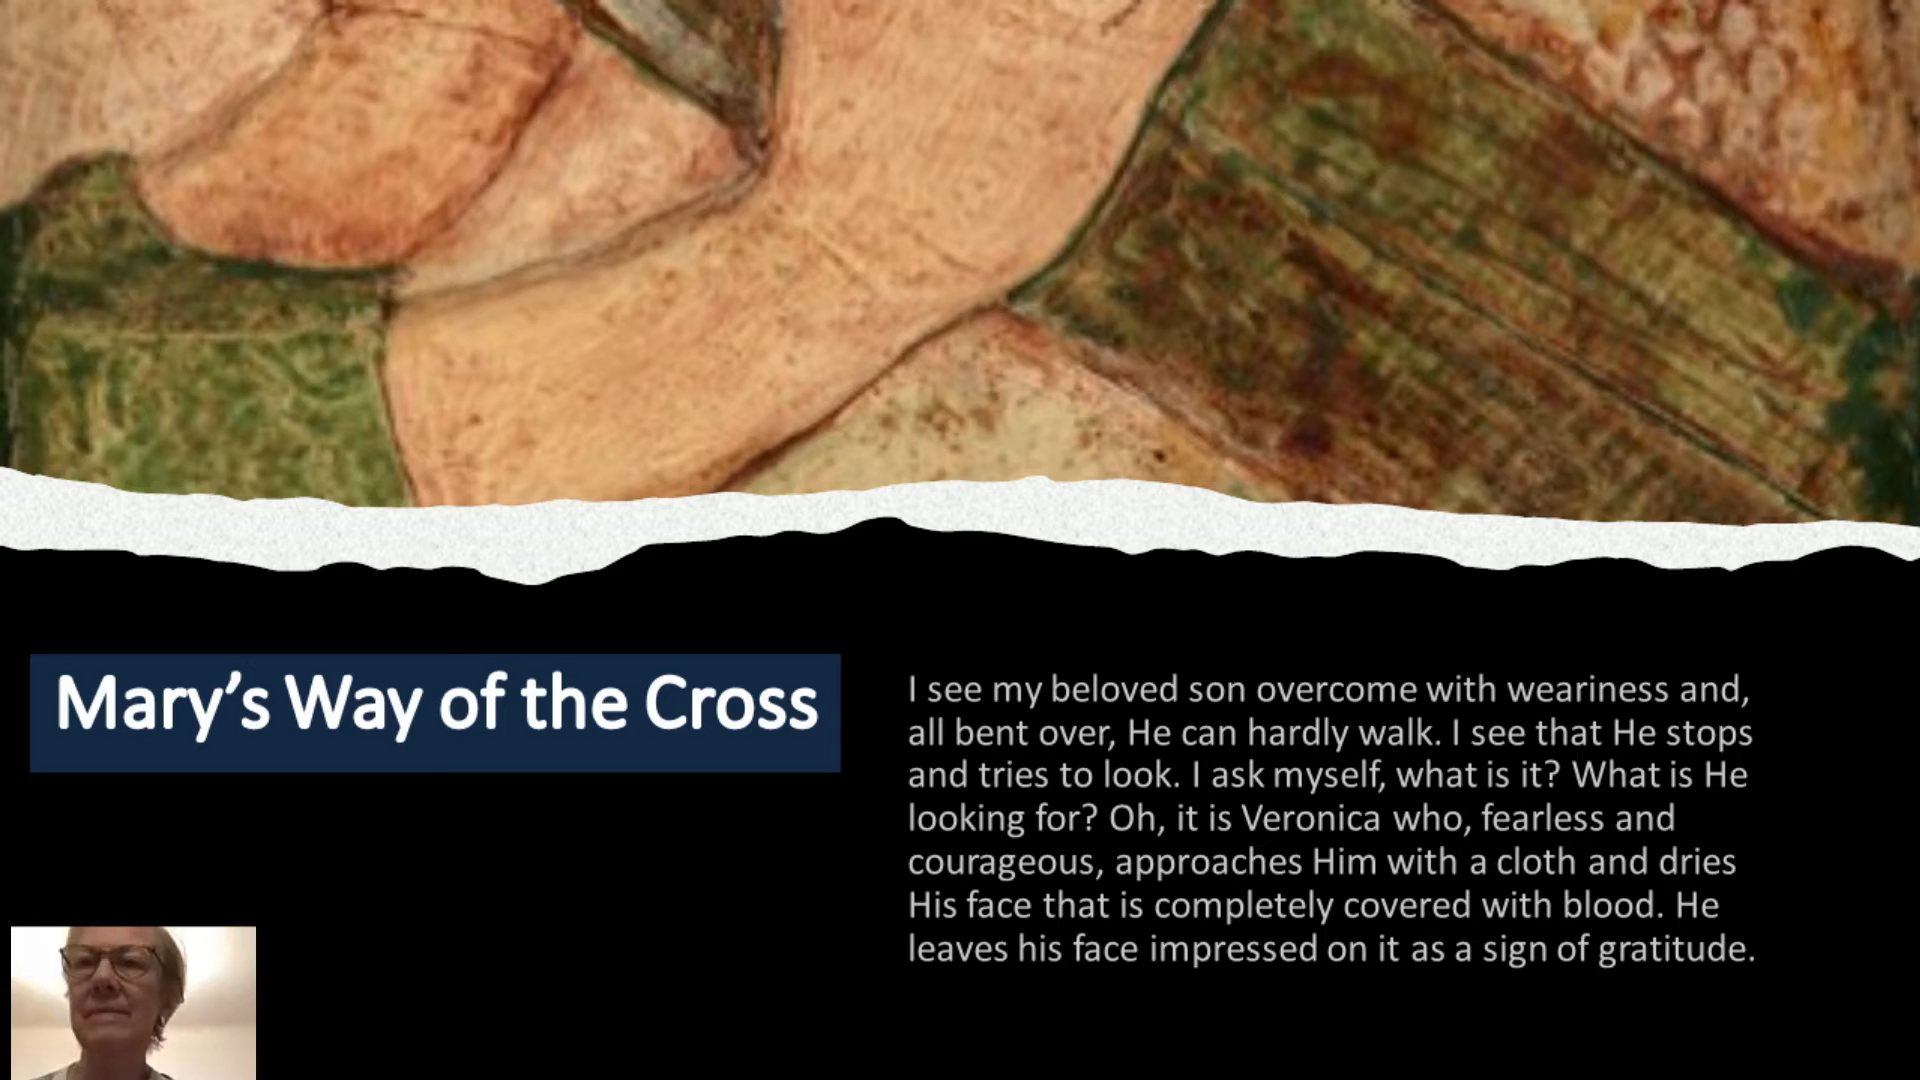 Mary’s Way of the Cross
I see my beloved son overcome with weariness and,
all bent over, He can hardly walk. I see that He stops
and tries to look. I ask myself, what is it? What is He
looking for? Oh, it is Veronica who, fearless and
courageous, approaches Him with a cloth and dries
His face that is completely covered with blood. He
leaves his face impressed on it as a sign of gratitude.